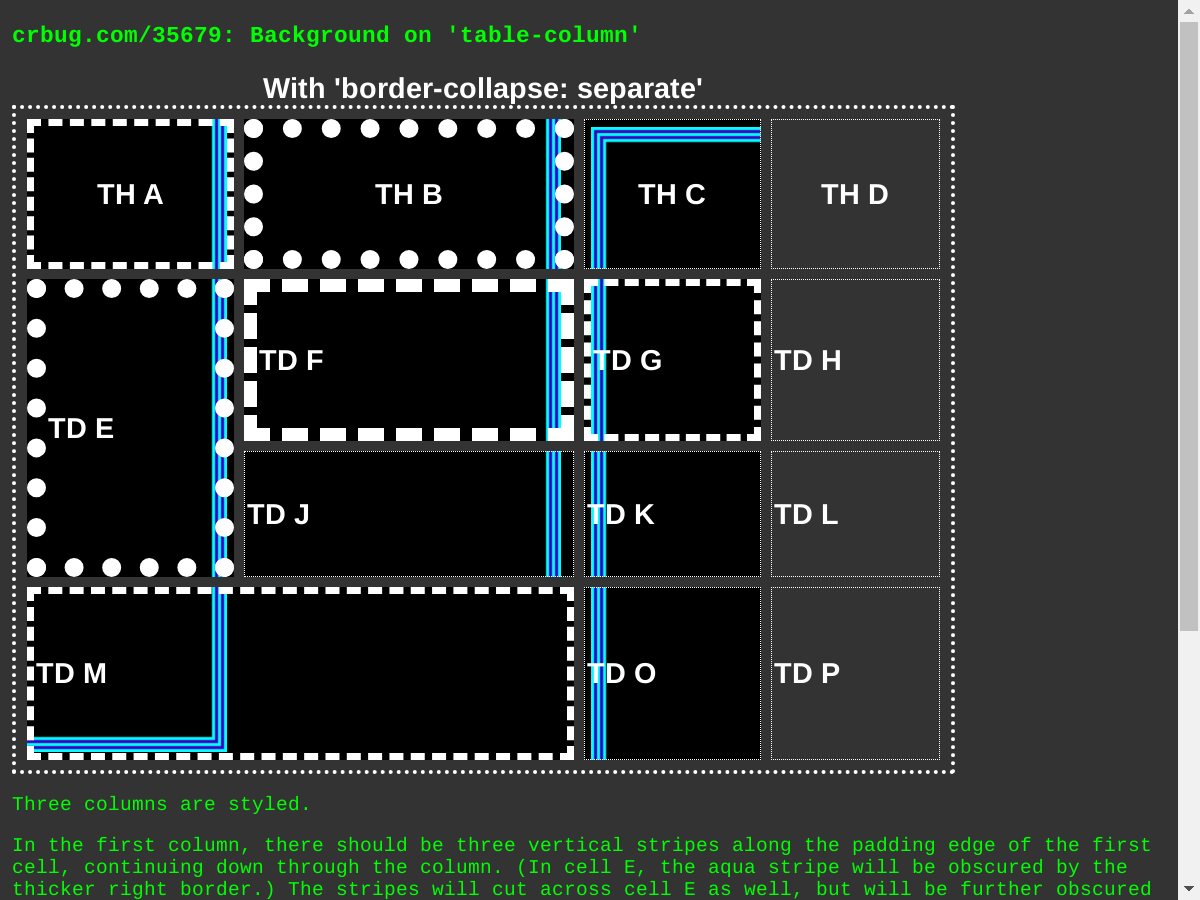 crbug.com/35679: Background on 'table-column'
With 'border-collapse: separate'
TH A
TH B
TH C
TH D
TD E
TD F
TD G
TD H
TD J
TD K
TD L
TD M
TD O
TD P
Three columns are styled.
In the first column, there should be three vertical stripes along the padding edge of the first
cell, continuing down through the column. (In cell E, the aqua stripe will be obscured by the
thicker right border.) The stripes will cut across cell E as well, but will be further obscured